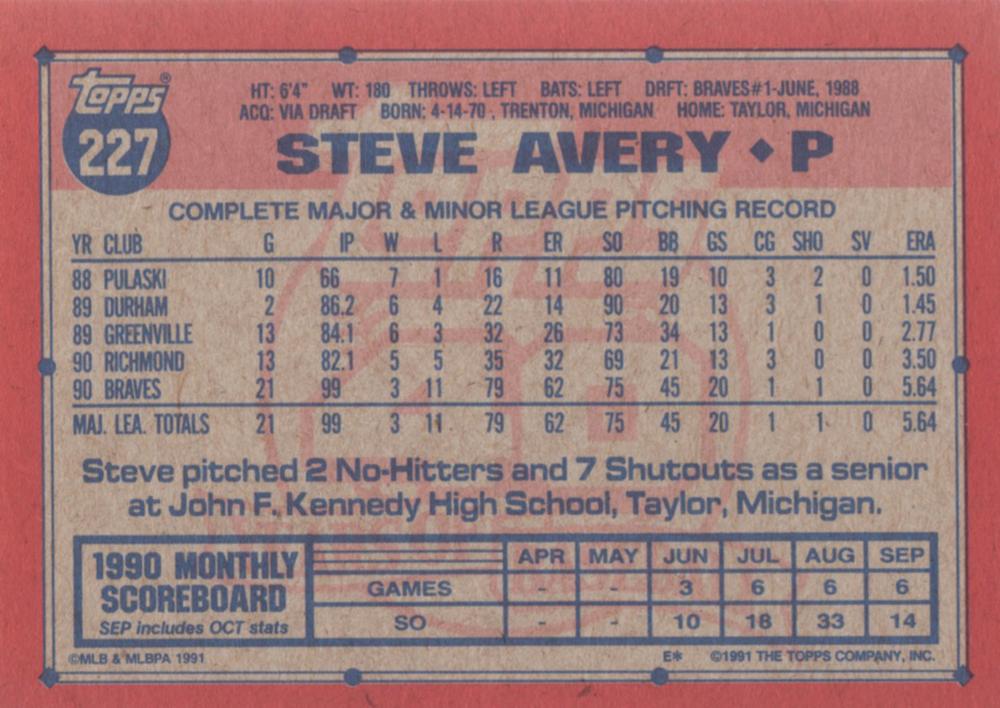 topps®
227
HT: 6'4" WT: 180 THROWS: LEFT BATS: LEFT DRFT: BRAVES#1-JUNE, 1988
ACQ: VIA DRAFT BORN: 4-14-70, TRENTON, MICHIGAN HOME: TAYLOR, MICHIGAN
STEVE AVERY ◆ P
COMPLETE MAJOR & MINOR LEAGUE PITCHING RECORD
YR CLUB G IP W L R ER SO BB GS CG SHO SV ERA
88 PULASKI 10 66 7 1 16 11 80 19 10 3 2 0 1.50
89 DURHAM 2 86.2 6 4 22 14 90 20 13 3 1 0 1.45
89 GREENVILLE 13 84.1 6 3 32 26 73 34 13 1 0 0 2.77
90 RICHMOND 13 82.1 5 5 35 32 69 21 13 3 0 0 3.50
90 BRAVES 21 99 3 11 79 62 75 45 20 1 1 0 5.64
MAJ. LEA. TOTALS 21 99 3 11 79 62 75 45 20 1 1 0 5.64
Steve pitched 2 No-Hitters and 7 Shutouts as a senior
at John F. Kennedy High School, Taylor, Michigan.
1990 MONTHLY
SCOREBOARD
SEP includes OCT stats
APR MAY JUN JUL AUG SEP
GAMES - - 3 6 6 6
SO - - 10 18 33 14
©MLB & MLBPA 1991
E* ©1991 THE TOPPS COMPANY, INC.